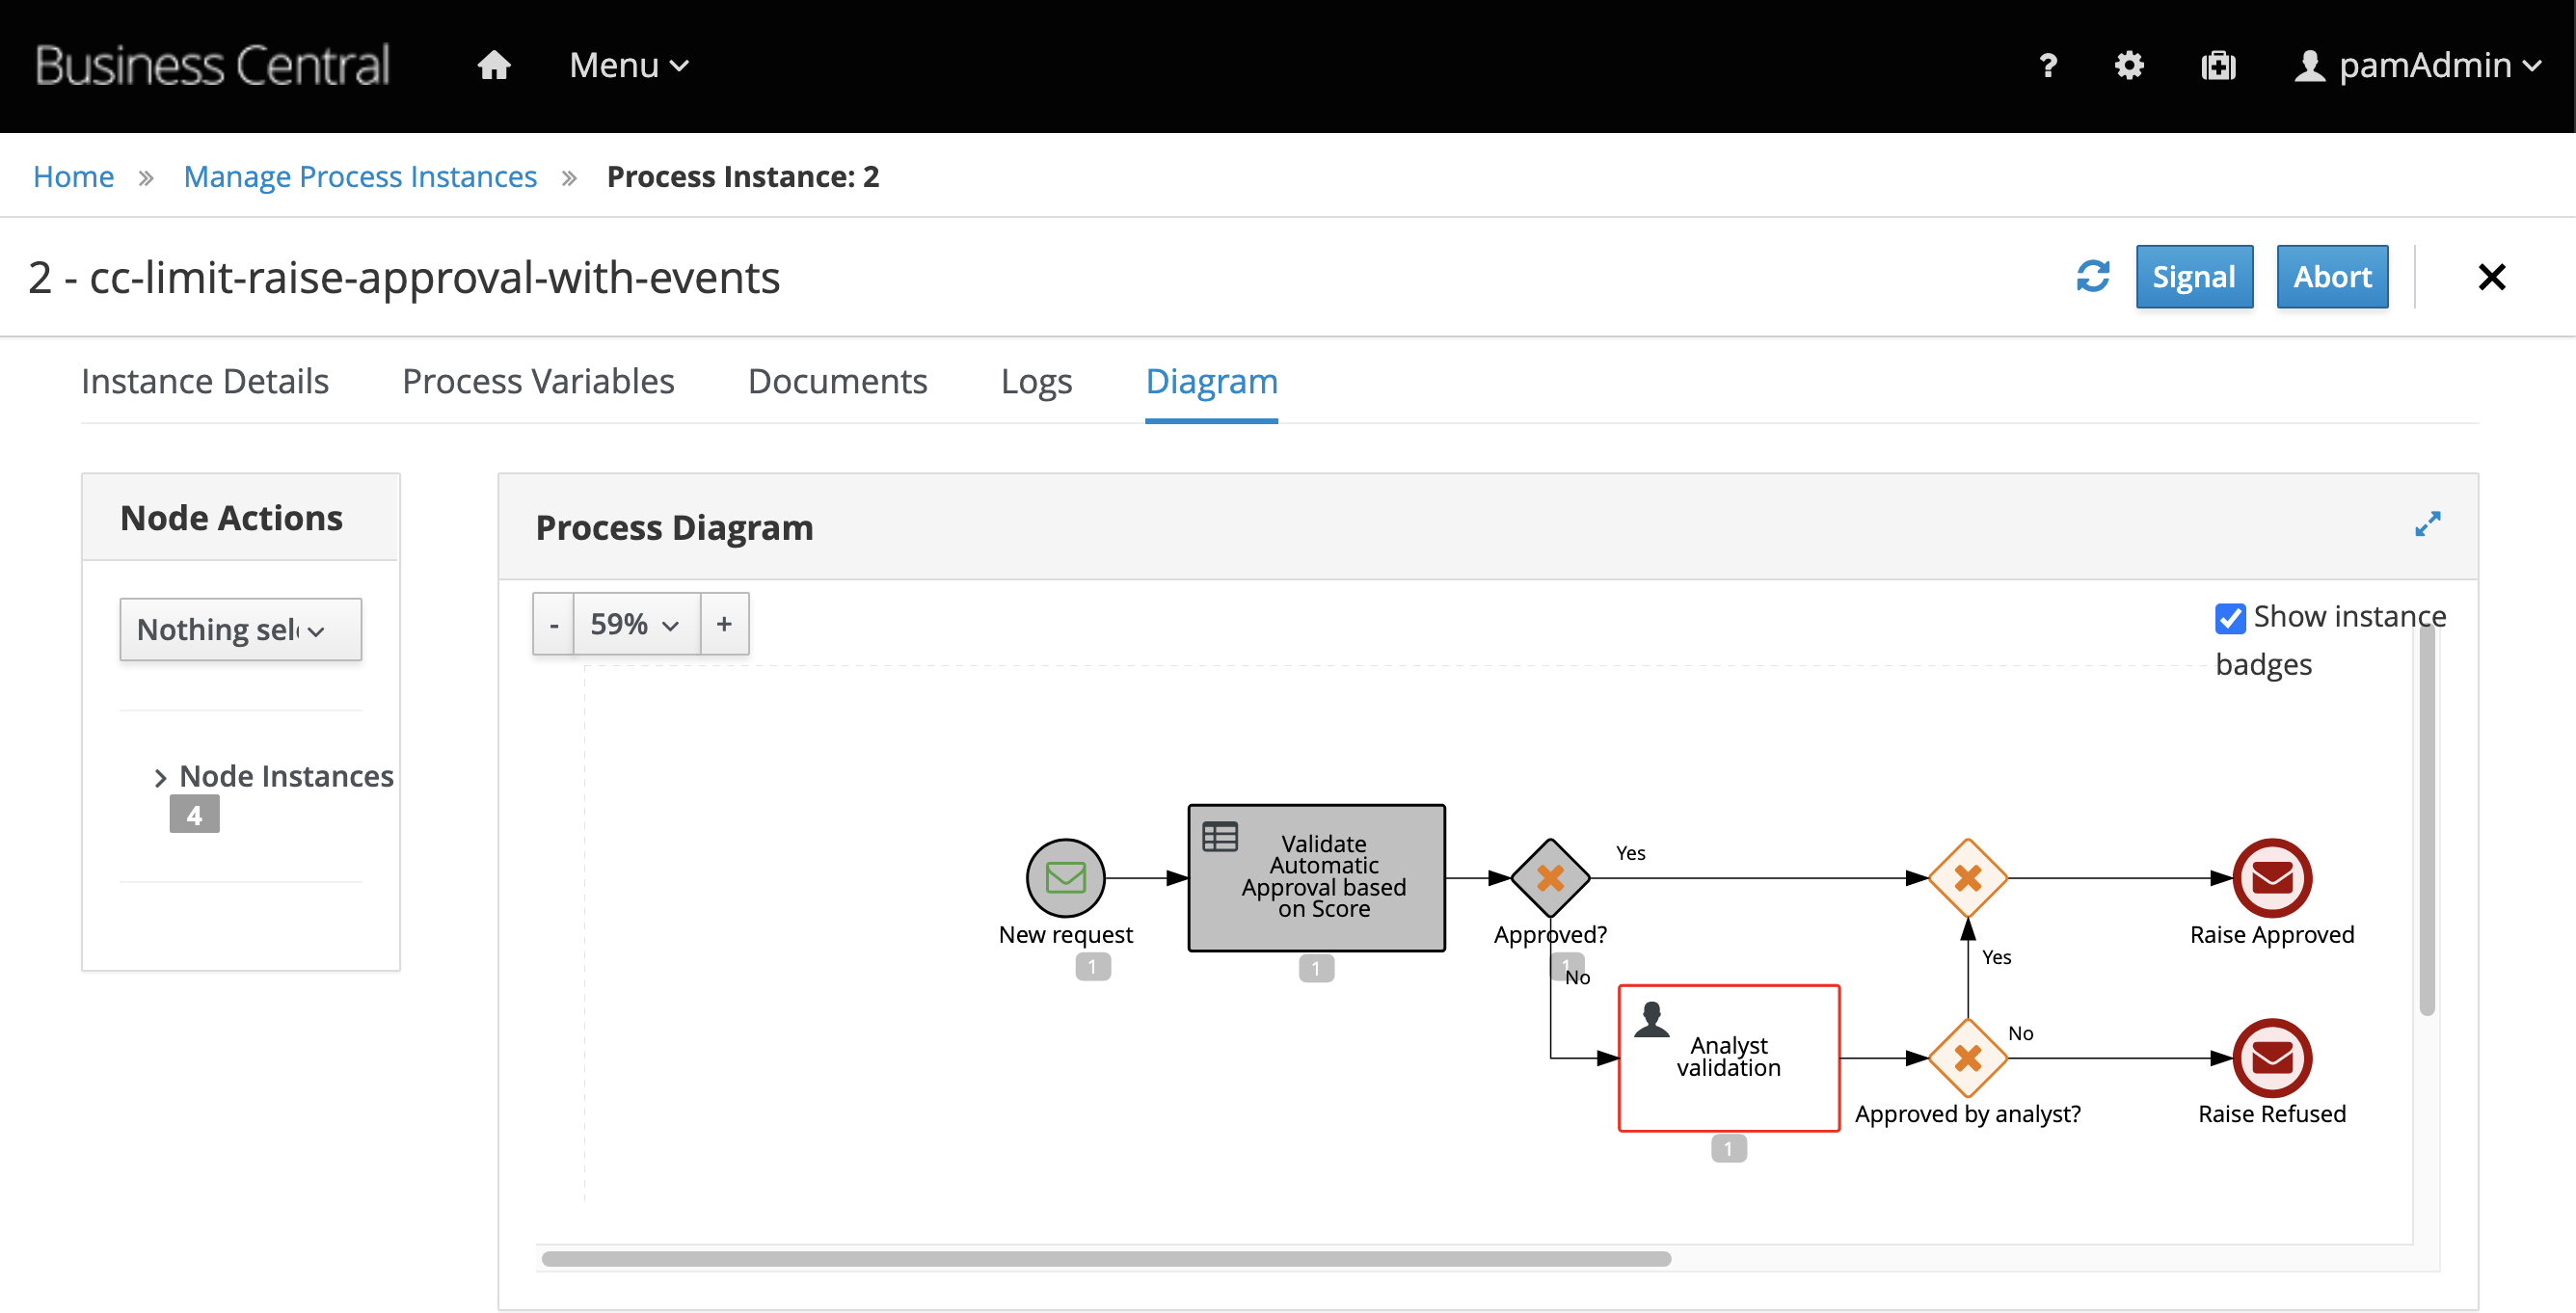 Business Central
Menu
?
pamAdmin
Home » Manage Process Instances » Process Instance: 2
2 - cc-limit-raise-approval-with-events
Signal
Abort
Instance Details
Process Variables
Documents
Logs
Diagram
Node Actions
Nothing sel
Node Instances
4
Process Diagram
-
59%
+
Show instance
badges
Validate
Automatic
Approval based
on Score
New request
1
1
Approved?
1
Yes
No
Analyst
validation
1
Yes
No
Approved by analyst?
Raise Approved
Raise Refused